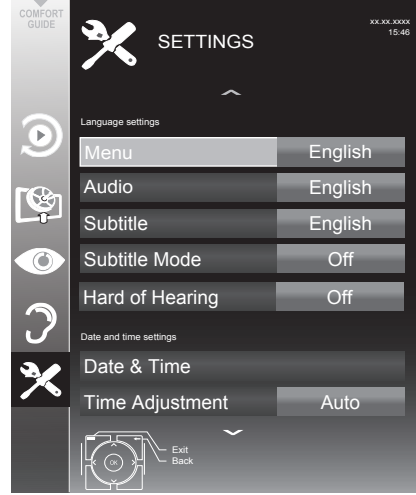 COMFORT
GUIDE
SETTINGS
xx.xx.xxxx
15:46
Language settings
Menu English
Audio English
Subtitle English
Subtitle Mode Off
Hard of Hearing Off
Date and time settings
Date & Time
Time Adjustment Auto
OK
Exit
Back